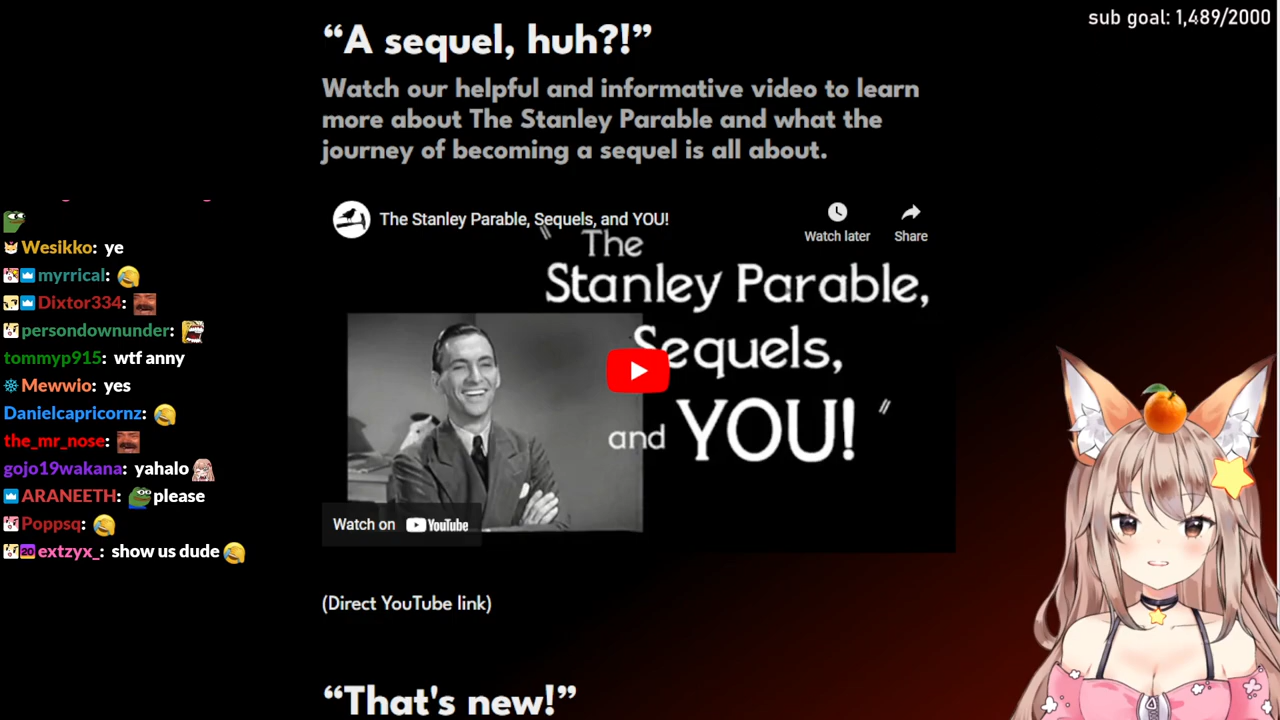 sub goal: 1,489/2000
“A sequel, huh?!”
Watch our helpful and informative video to learn
more about The Stanley Parable and what the
journey of becoming a sequel is all about.
The Stanley Parable, Sequels, and YOU!
Watch later
Share
"The
Stanley Parable,
Sequels,
and YOU!"
Watch on YouTube
(Direct YouTube link)
“That's new!”
Wesikko: ye
myrrical:
Dixtor334:
persondownunder:
tommyp915: wtf anny
Mewwio: yes
Danielcapricornz:
the_mr_nose:
gojo19wakana: yahalo
ARANEETH: please
Poppsq:
20 extzyx_: show us dude